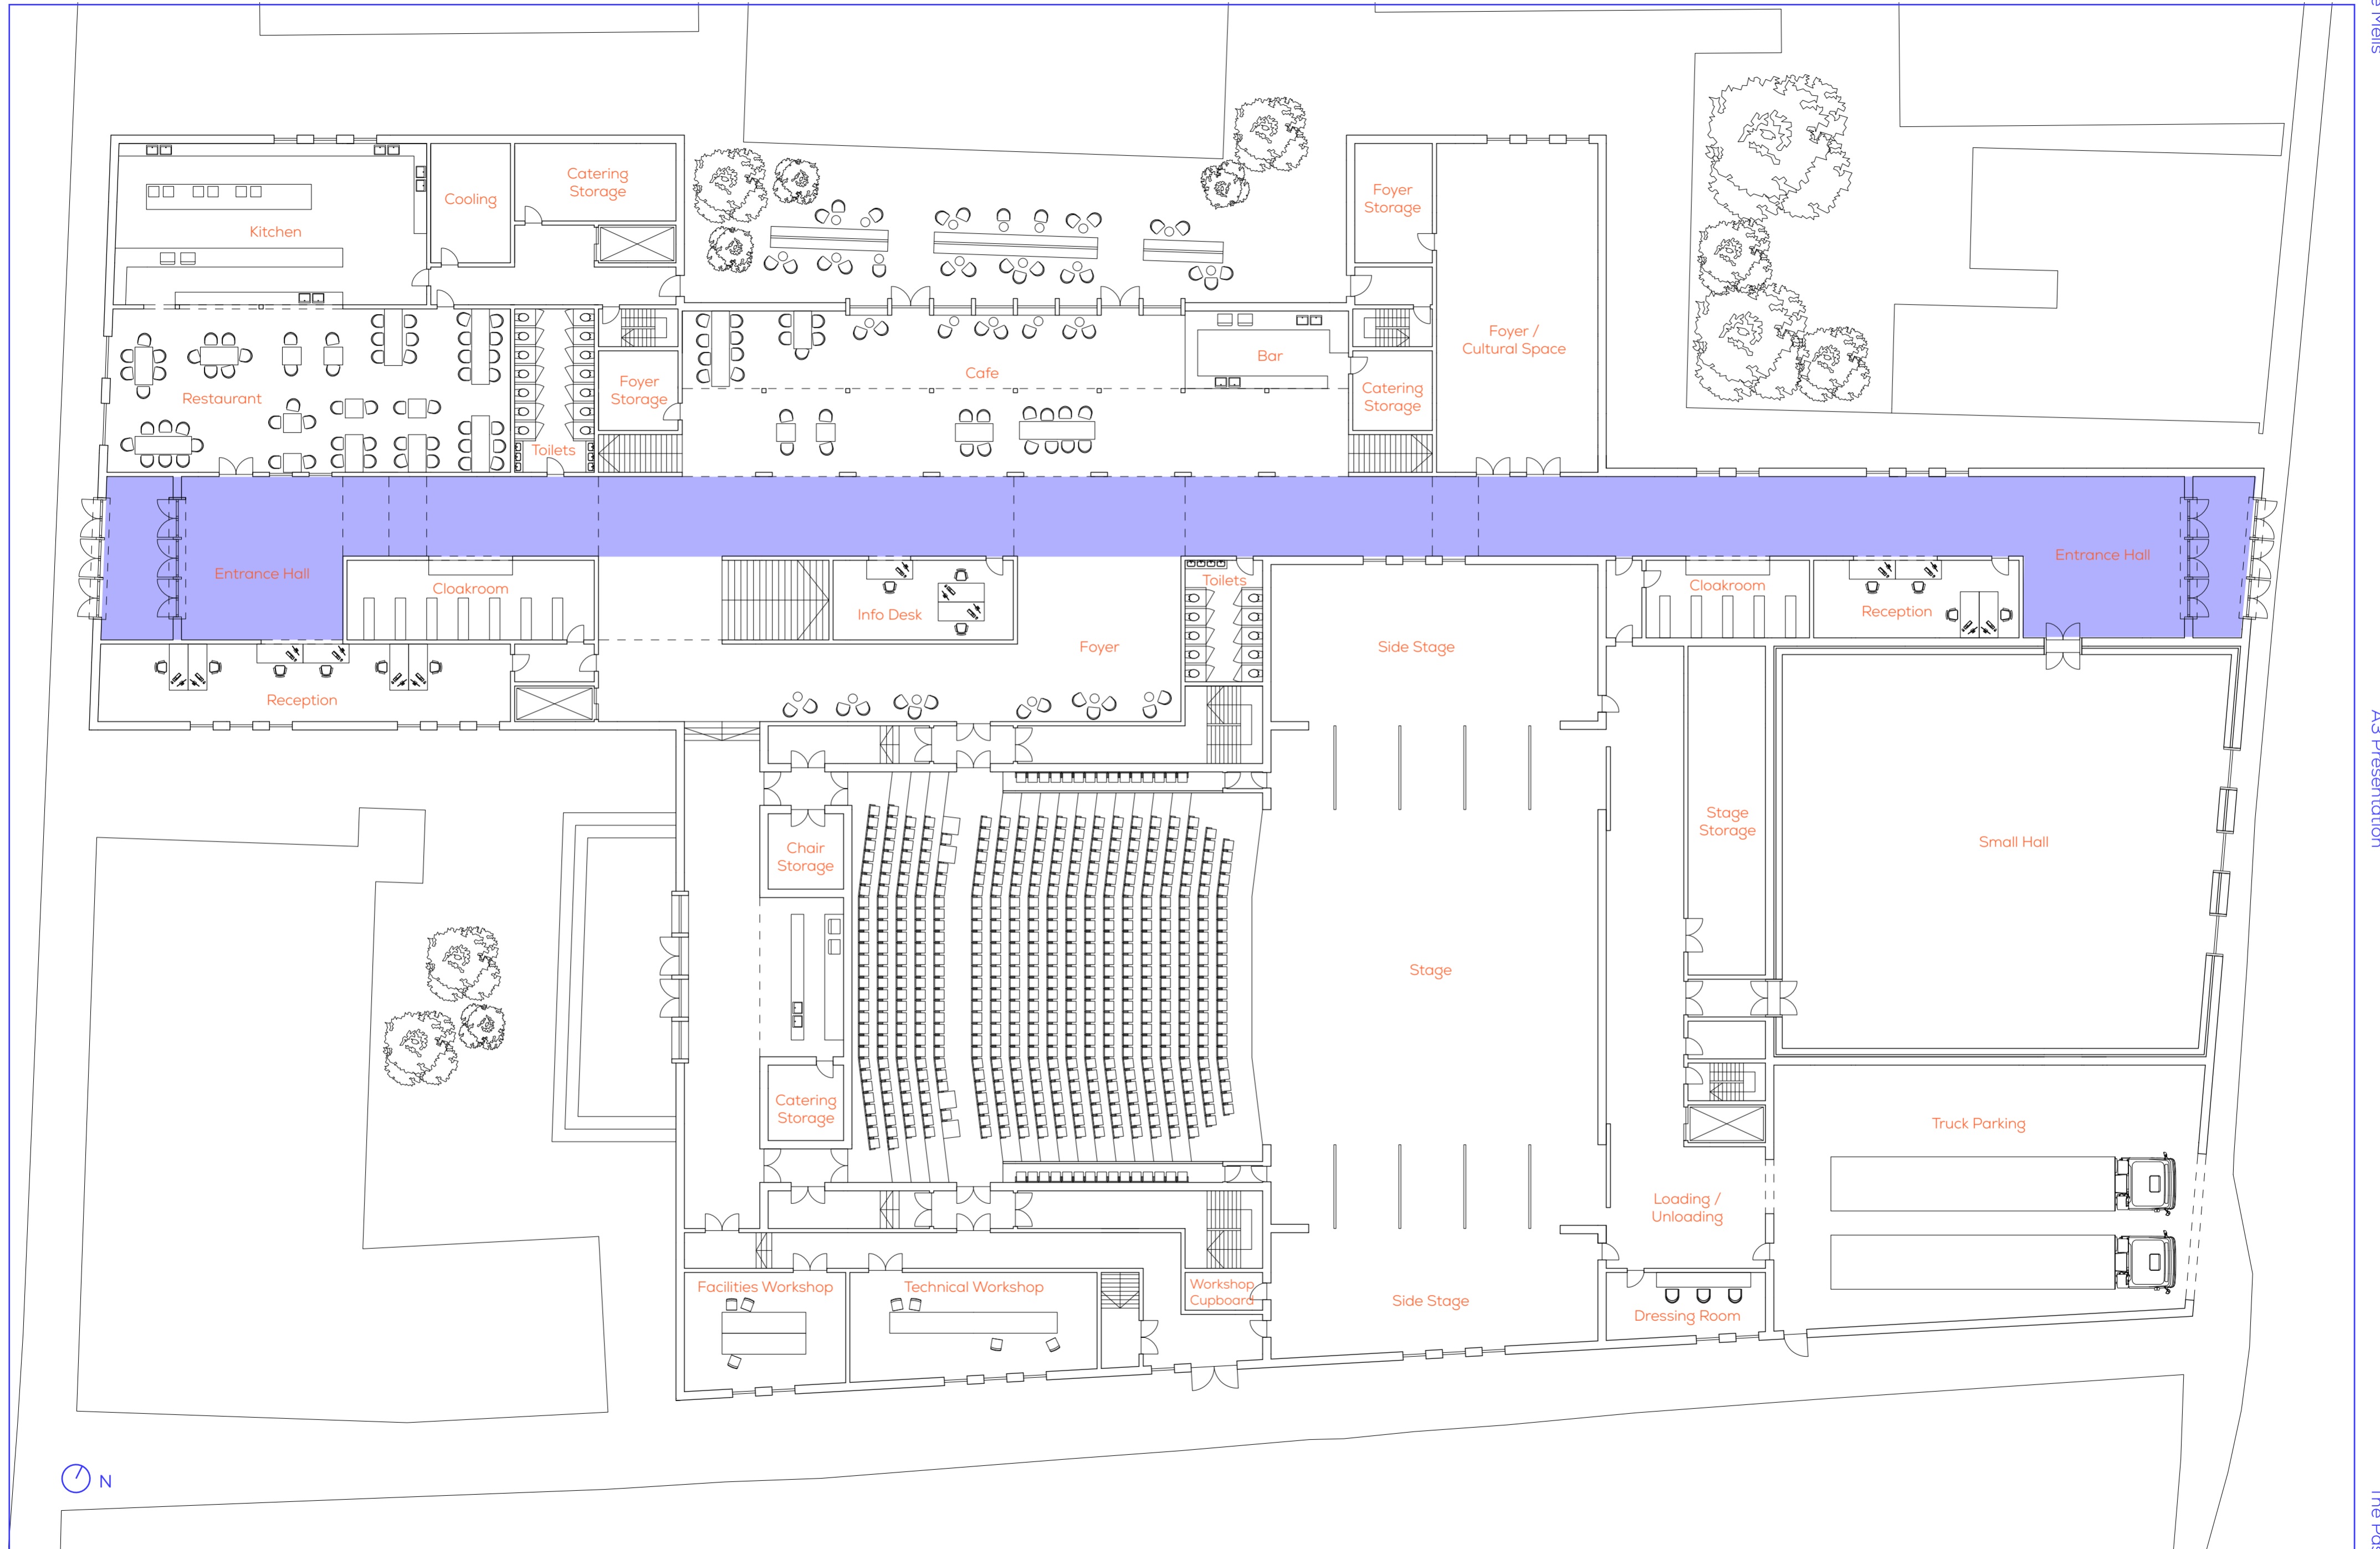 Kitchen
Cooling
Catering
Storage
Foyer
Storage
Foyer /
Cultural Space
Restaurant
Toilets
Foyer
Storage
Cafe
Bar
Catering
Storage
Entrance Hall
Cloakroom
Info Desk
Foyer
Toilets
Side Stage
Cloakroom
Reception
Entrance Hall
Reception
Chair
Storage
Stage
Stage
Storage
Small Hall
Catering
Storage
Truck Parking
Loading /
Unloading
Facilities Workshop
Technical Workshop
Workshop
Cupboard
Side Stage
Dressing Room
N
Melis
A3 Presentation
The